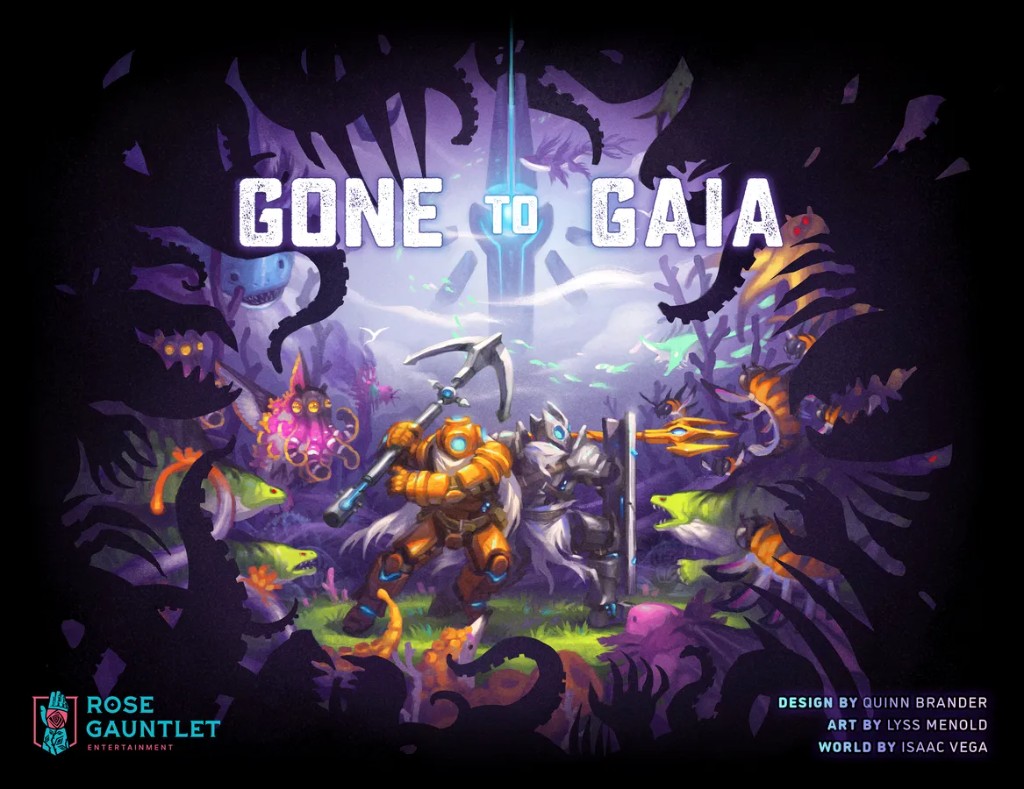 GONE TO GAIA
ROSE
GAUNTLET
ENTERTAINMENT
DESIGN BY QUINN BRANDER
ART BY LYSS MENOLD
WORLD BY ISAAC VEGA